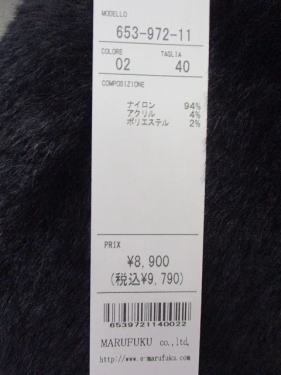 MODELLO
653-972-11
COLORE TAGLIA
02 40
COMPOSIZIONE
ナイロン 94%
アクリル 4%
ポリエステル 2%
PRIX
¥8,900
(税込¥9,790)
6539721140022
MARUFUKU co.,ltd.
http://www.e-marufuku.com/